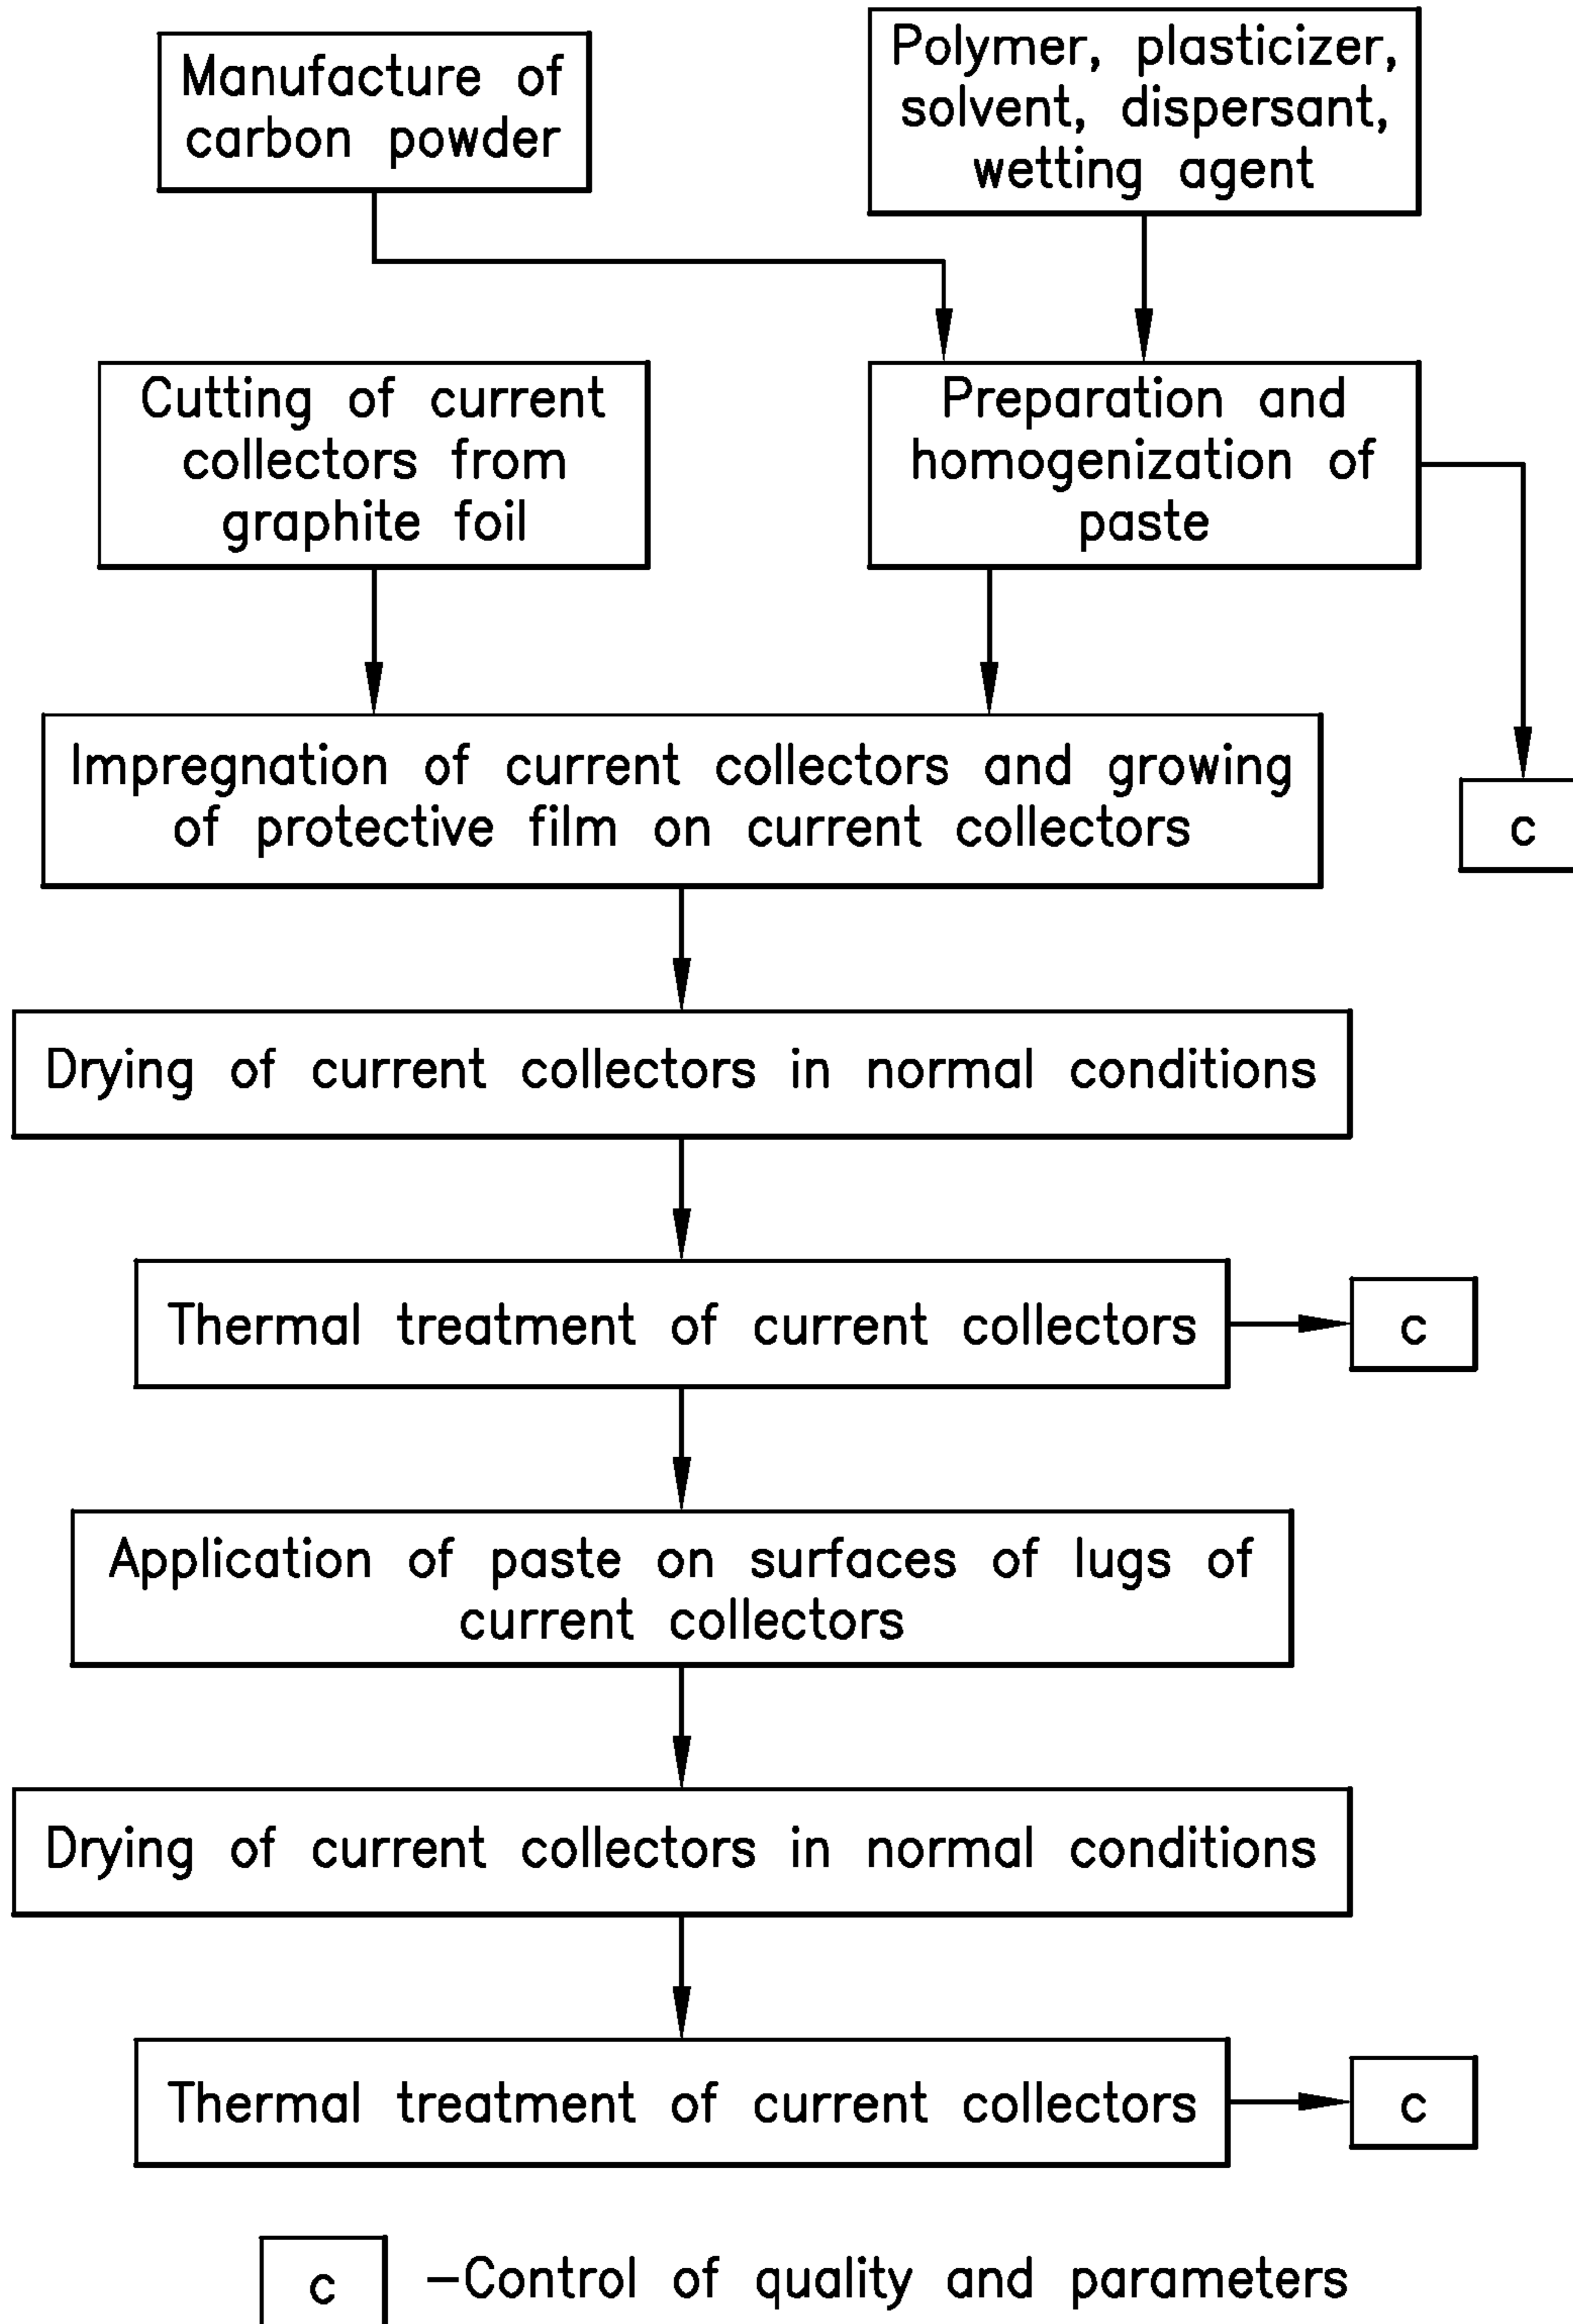 Manufacture of
carbon powder
Polymer, plasticizer,
solvent, dispersant,
wetting agent
Cutting of current
collectors from
graphite foil
Preparation and
homogenization of
paste
Impregnation of current collectors and growing
of protective film on current collectors
c
Drying of current collectors in normal conditions
Thermal treatment of current collectors
c
Application of paste on surfaces of lugs of
current collectors
Drying of current collectors in normal conditions
Thermal treatment of current collectors
c
c –Control of quality and parameters